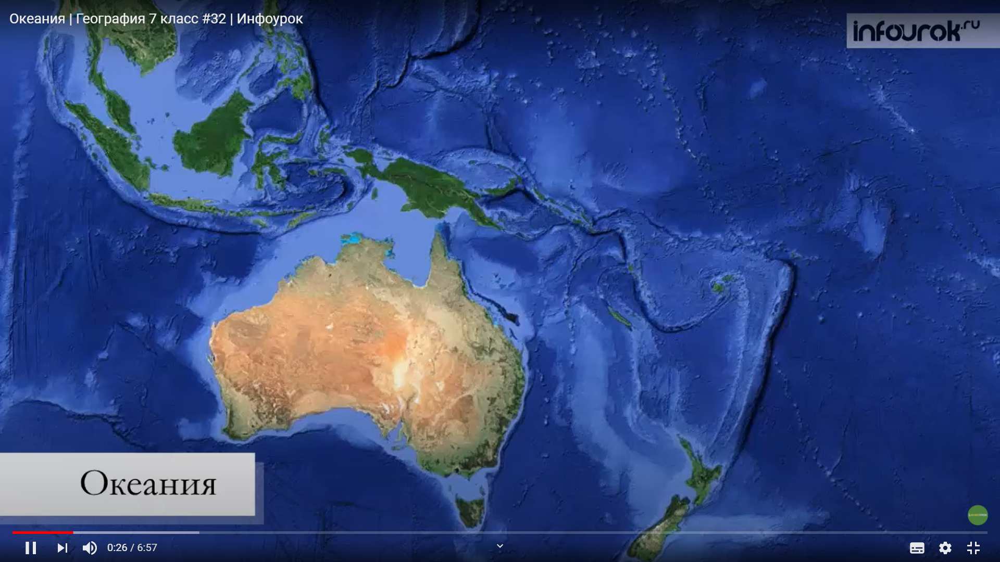 Океания | География 7 класс #32 | Инфоурок
infourok.ru
Океания
0:26 / 6:57